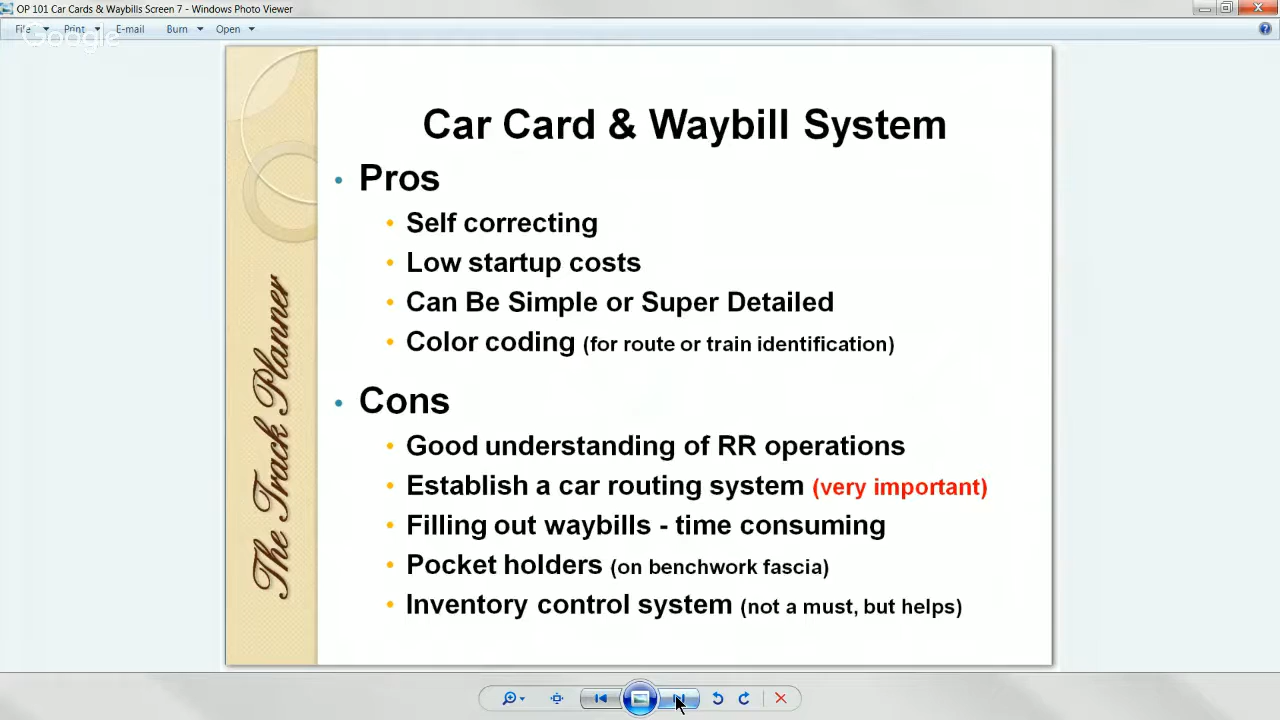 OP 101 Car Cards & Waybills Screen 7 - Windows Photo Viewer
File Print E-mail Burn Open
Google
Car Card & Waybill System
• Pros
• Self correcting
• Low startup costs
• Can Be Simple or Super Detailed
• Color coding (for route or train identification)
• Cons
• Good understanding of RR operations
• Establish a car routing system (very important)
• Filling out waybills - time consuming
• Pocket holders (on benchwork fascia)
• Inventory control system (not a must, but helps)
The Track Planner